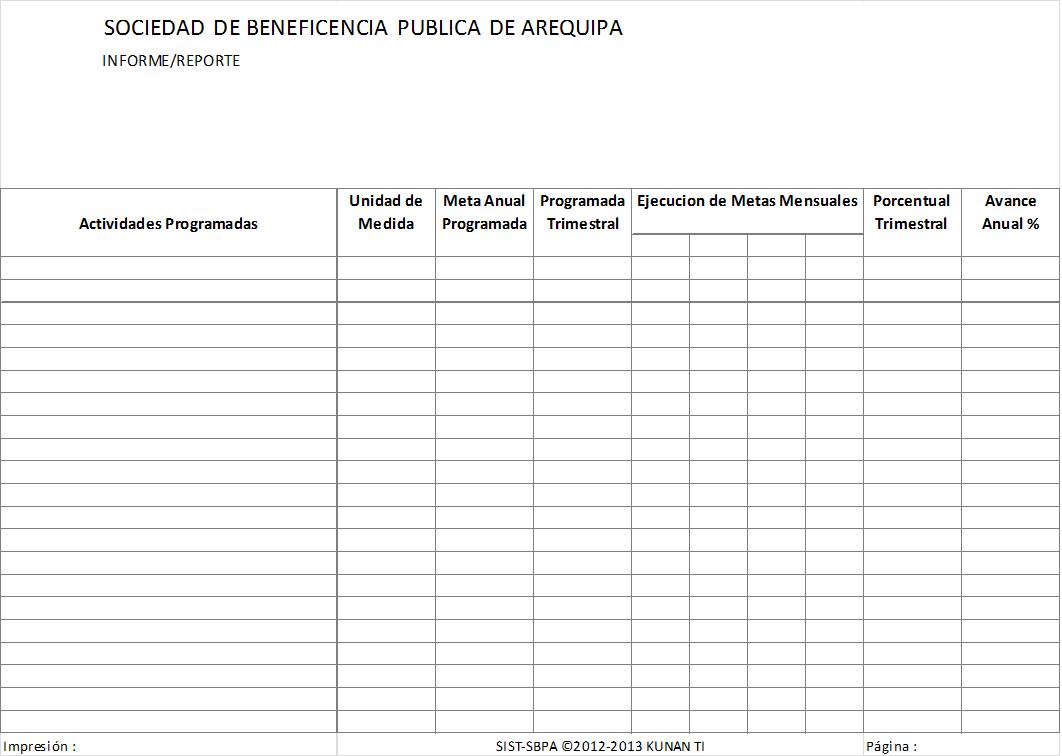 SOCIEDAD DE BENEFICENCIA PUBLICA DE AREQUIPA
INFORME/REPORTE
Actividades Programadas
Unidad de
Medida
Meta Anual
Programada
Programada
Trimestral
Ejecucion de Metas Mensuales
Porcentual
Trimestral
Avance
Anual %
Impresión :
SIST-SBPA ©2012-2013 KUNAN TI
Página :